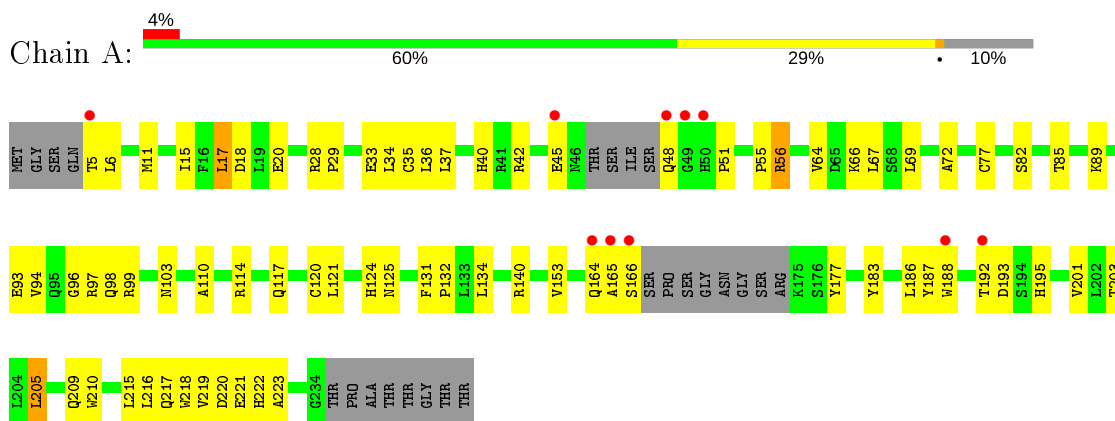 4%
Chain A:
60% 29% • 10%
MET GLY SER GLN T5 L6 M11 I15 F16 L17 D18 L19 E20 R28 P29 E33 L34 C35 L36 L37 H40 R41 R42 E45 N46 THR SER ILE SER Q48 G49 H50 P51 P55 R56 V64 D65 K66 L67 S68 L69 A72 C77 S82 T85 K89
E93 V94 Q95 G96 R97 Q98 R99 N103 A110 R114 Q117 C120 L121 H124 N125 F131 P132 L133 L134 R140 V153 Q164 A165 S166 SER PRO SER GLY ASN GLY SER ARG K175 S176 Y177 Y183 L186 Y187 W188 T192 D193 S194 H195 V201 L202 T203
L204 L205 Q209 W210 L215 L216 Q217 W218 V219 D220 E221 H222 A223 G234 THR PRO ALA THR THR GLY THR THR